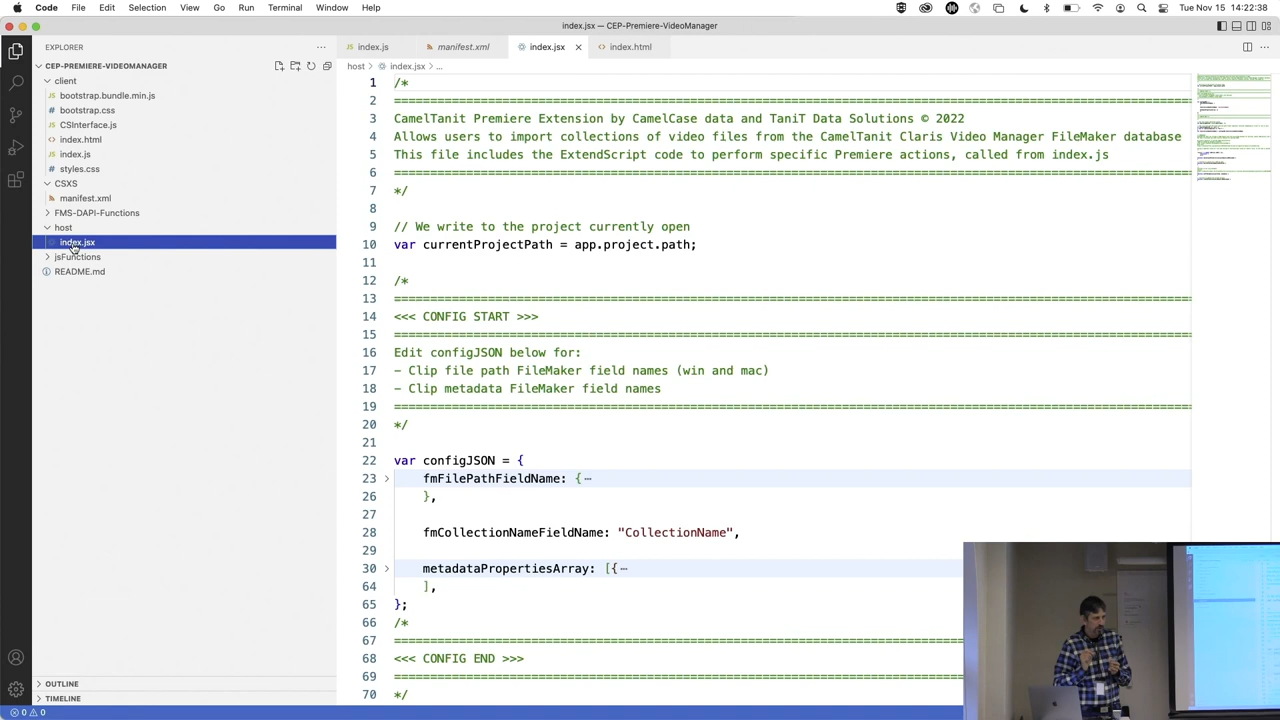 Code File Edit Selection View Go Run Terminal Window Help Tue Nov 15 14:22:38
index.jsx — CEP-Premiere-VideoManager
EXPLORER
index.js
manifest.xml
index.jsx
index.html
host > index.jsx > ...
CEP-PREMIERE-VIDEOMANAGER
client
JS bootstrap.bundle.min.js
# bootstrap.css
JS CSInterface.js
<> index.html
JS index.js
# styles.css
CSXS
manifest.xml
FMS-DAPI-Functions
host
index.jsx
jsFunctions
README.md
OUTLINE
TIMELINE
0 0
1 /*
2 ================================================================
3 CamelTanit Premiere Extension by CamelCase data and taniT Data Solutions © 2022
4 Allows users to import collections of video files from the CamelTanit Clip Video Manager FileMaker Database
5 This file includes the ExtendScript code to perform specific Premiere actions called from index.js
6 ================================================================
7 */
8
9 // We write to the project currently open
10 var currentProjectPath = app.project.path;
11
12 /*
13 ================================================================
14 <<< CONFIG START >>>
15 ================================================================
16 Edit configJSON below for:
17 - Clip file path FileMaker field names (win and mac)
18 - Clip metadata FileMaker field names
19 ================================================================
20 */
21
22 var configJSON = {
23 fmFilePathFieldName: {⋯
26 },
27
28 fmCollectionNameFieldName: "CollectionName",
29
30 metadataPropertiesArray: [{⋯
64 ],
65 };
66 /*
67 ================================================================
68 <<< CONFIG END >>>
69 ================================================================
70 */